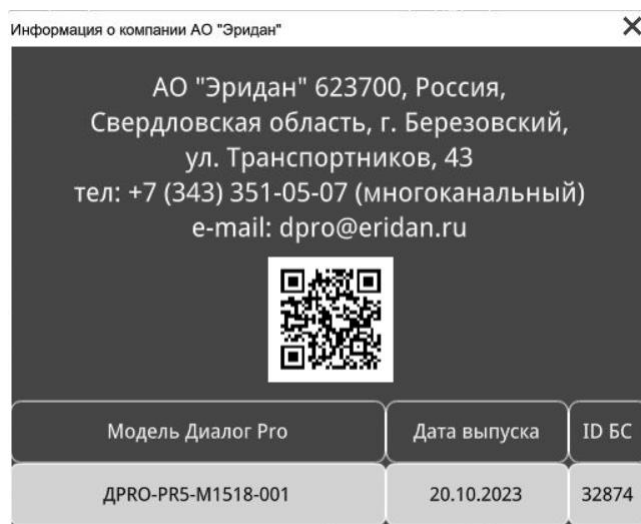 Информация о компании АО "Эридан"
АО "Эридан" 623700, Россия,
Свердловская область, г. Березовский,
ул. Транспортников, 43
тел: +7 (343) 351-05-07 (многоканальный)
e-mail: dpro@eridan.ru
Модель Диалог Pro Дата выпуска ID БС
ДPRO-PR5-M1518-001 20.10.2023 32874